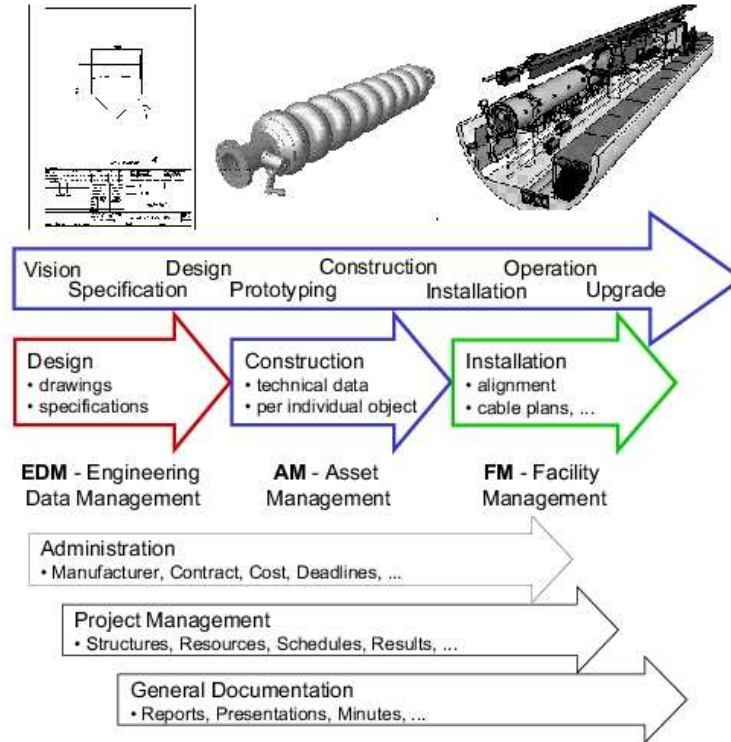 Vision Design Construction Operation
Specification Prototyping Installation Upgrade
Design
• drawings
• specifications
Construction
• technical data
• per individual object
Installation
• alignment
• cable plans, ...
EDM - Engineering
Data Management
AM - Asset
Management
FM - Facility
Management
Administration
• Manufacturer, Contract, Cost, Deadlines, ...
Project Management
• Structures, Resources, Schedules, Results, ...
General Documentation
• Reports, Presentations, Minutes, ...